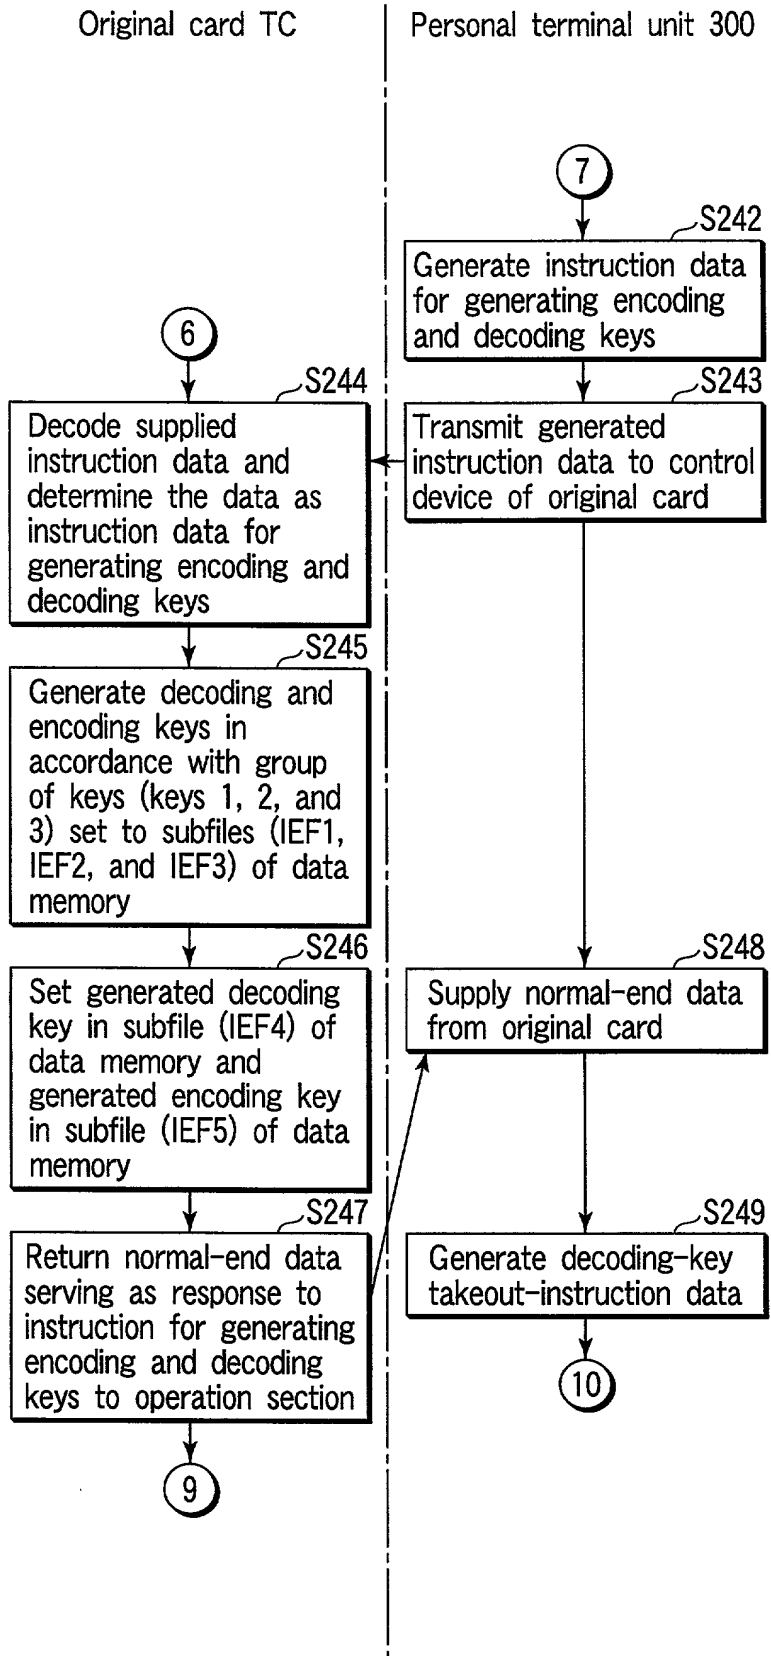 Original card TC
Personal terminal unit 300
7
S242
Generate instruction data
for generating encoding
and decoding keys
6
S244
Decode supplied
instruction data and
determine the data as
instruction data for
generating encoding and
decoding keys
S243
Transmit generated
instruction data to control
device of original card
S245
Generate decoding and
encoding keys in
accordance with group
of keys (keys 1, 2, and
3) set to subfiles (IEF1,
IEF2, and IEF3) of data
memory
S246
Set generated decoding
key in subfile (IEF4) of
data memory and
generated encoding key
in subfile (IEF5) of data
memory
S248
Supply normal-end data
from original card
S247
Return normal-end data
serving as response to
instruction for generating
encoding and decoding
keys to operation section
S249
Generate decoding-key
takeout-instruction data
10
9